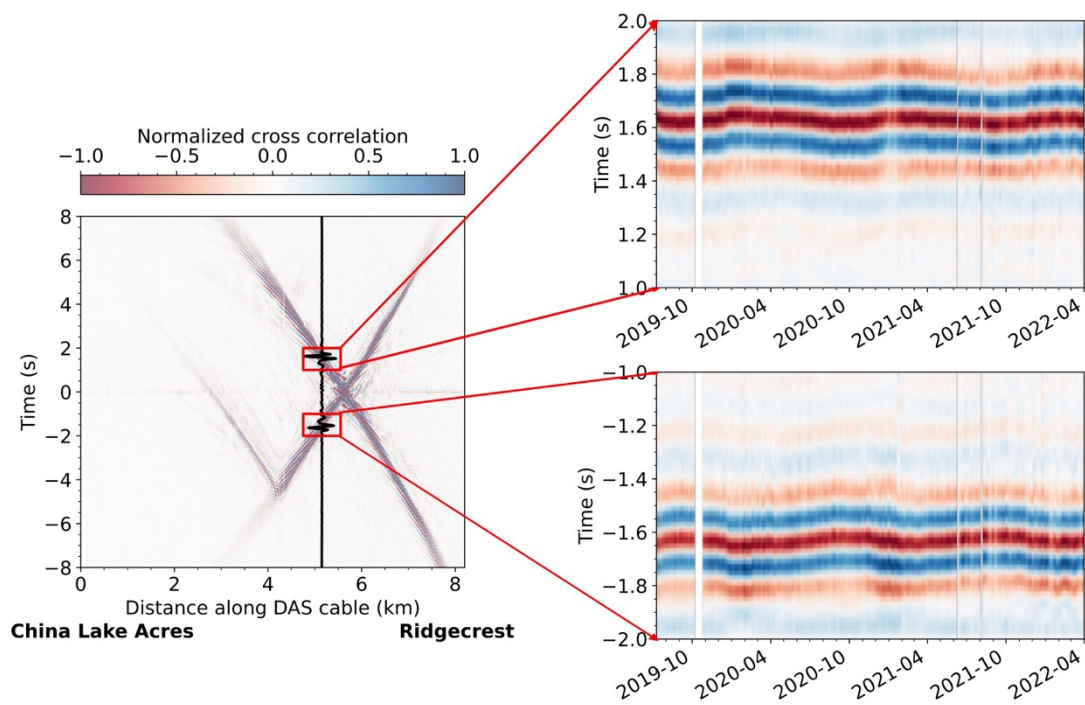 Normalized cross correlation
−1.0 −0.5 0.0 0.5 1.0
Time (s)
8
6
4
2
0
−2
−4
−6
−8
0 2 4 6 8
Distance along DAS cable (km)
China Lake Acres Ridgecrest
Time (s)
2.0
1.8
1.6
1.4
1.2
1.0
2019-10 2020-04 2020-10 2021-04 2021-10 2022-04
Time (s)
−1.0
−1.2
−1.4
−1.6
−1.8
−2.0
2019-10 2020-04 2020-10 2021-04 2021-10 2022-04